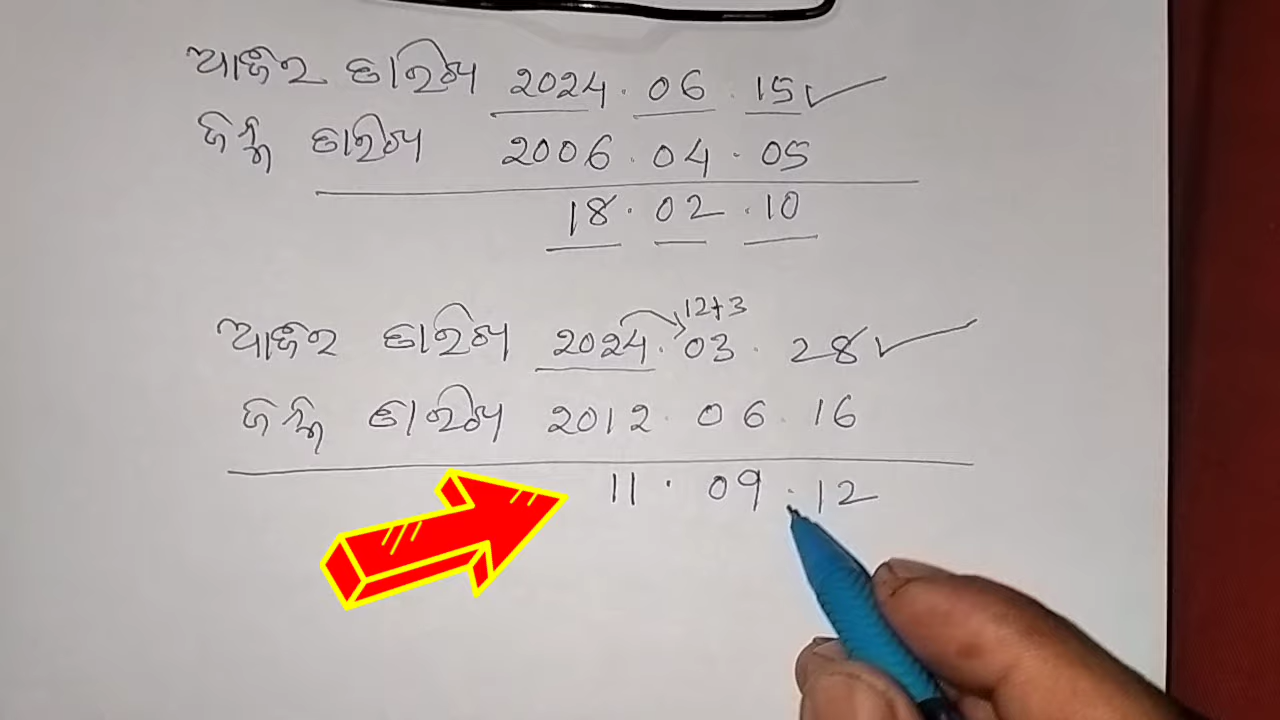 ଆଜିର ତାରିଖ 2024.06.15✓
ଜନ୍ମ ତାରିଖ 2006.04.05
18.02.10
12+3
ଆଜିର ତାରିଖ 2024.03.28✓
ଜନ୍ମ ତାରିଖ 2012.06.16
11.09.12